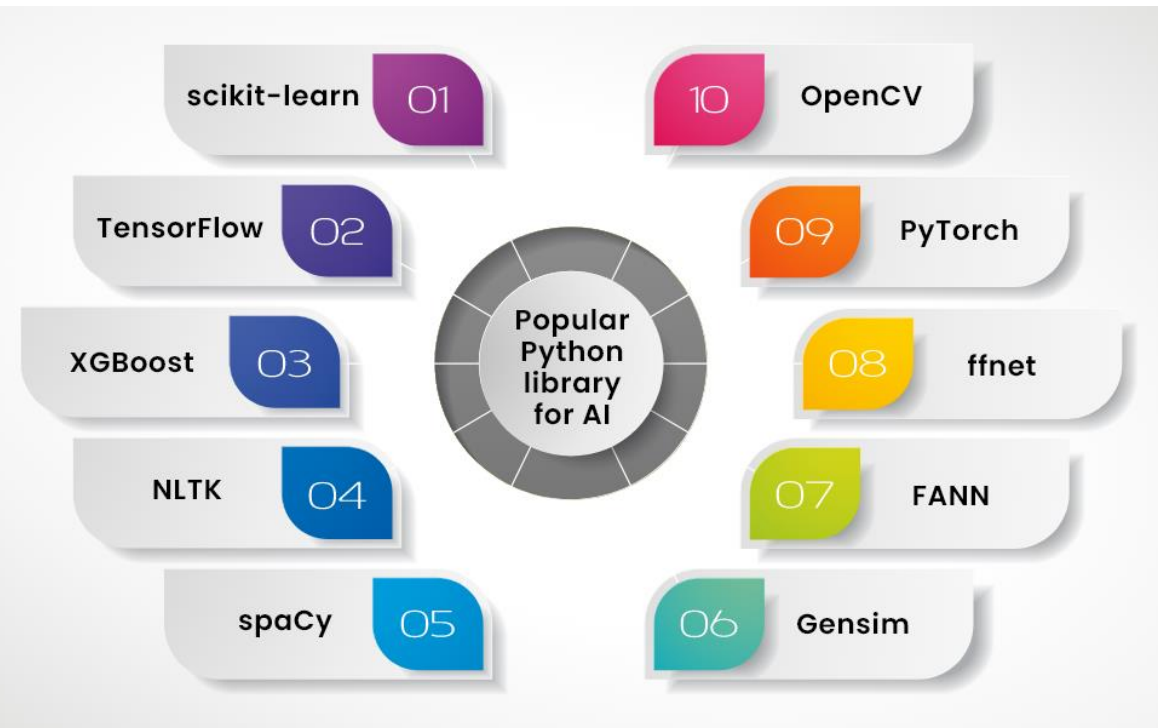 scikit-learn 01
TensorFlow 02
XGBoost 03
NLTK 04
spaCy 05
Popular
Python
library
for AI
10 OpenCV
09 PyTorch
08 ffnet
07 FANN
06 Gensim